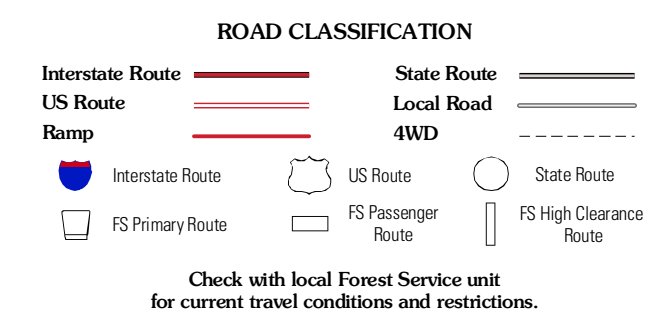 ROAD CLASSIFICATION
Interstate Route
State Route
US Route
Local Road
Ramp
4WD
Interstate Route
US Route
State Route
FS Primary Route
FS Passenger
Route
FS High Clearance
Route
Check with local Forest Service unit
for current travel conditions and restrictions.